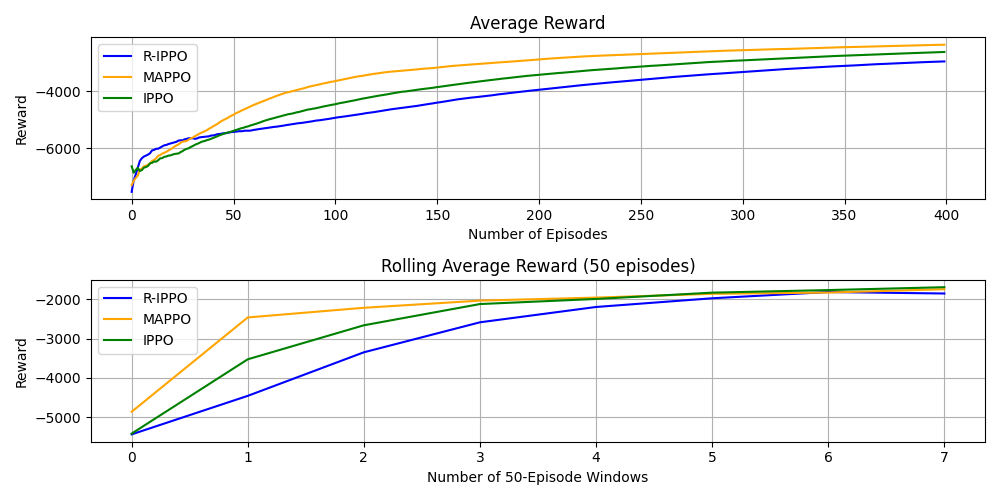 Average Reward
R-IPPO
MAPPO
IPPO
Reward
−4000
−6000
0 50 100 150 200 250 300 350 400
Number of Episodes
Rolling Average Reward (50 episodes)
R-IPPO
MAPPO
IPPO
Reward
−2000
−3000
−4000
−5000
0 1 2 3 4 5 6 7
Number of 50-Episode Windows